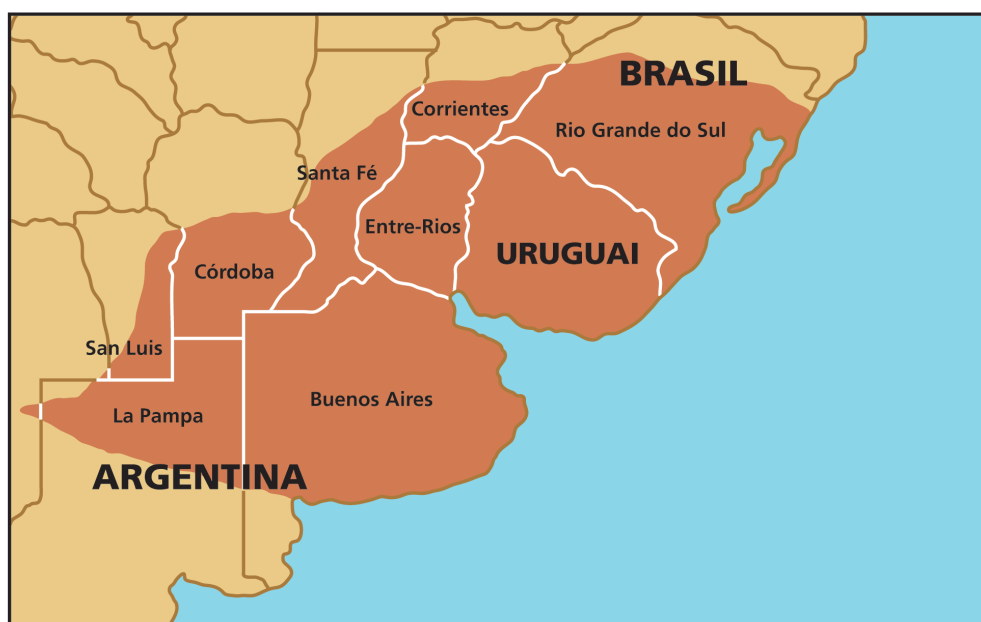 BRASIL
Corrientes
Rio Grande do Sul
Santa Fé
Entre-Rios
URUGUAI
Córdoba
San Luis
Buenos Aires
La Pampa
ARGENTINA